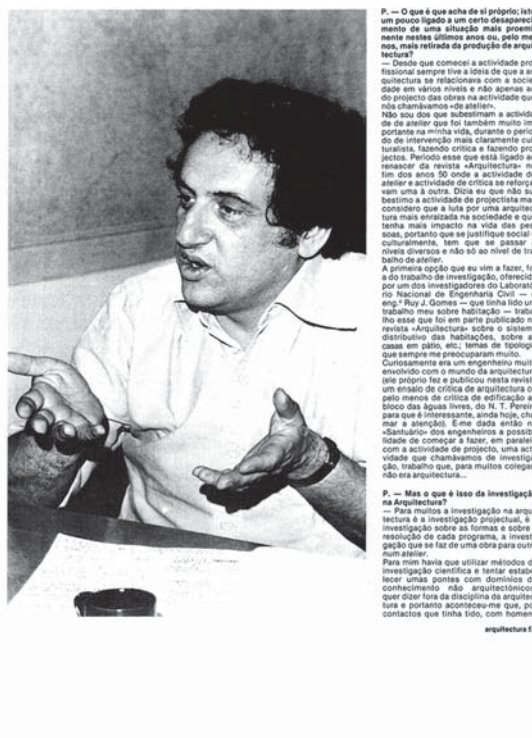 P. — O que é que acha de si próprio; isto
um pouco ligado a um certo desapareci
mento de uma situação mais proemi
nente nestes últimos anos ou, pelo me
nos, mais retirada da produção de arqui
tectura?
— Desde que comecei a actividade pro
fissional sempre tive a ideia de que a ar
quitectura se relacionava com a socie
dade em vários níveis e não apenas ao
do projecto das obras na actividade que
nós chamávamos «de atelier».
Não sou dos que subestimam a activida
de de atelier que foi também muito im
portante na minha vida, durante o perío
do de intervenção mais claramente cul
turalista, fazendo crítica e fazendo pro
jectos. Período esse que está ligado ao
renascer da revista «Arquitectura» no
fim dos anos 50 onde a actividade de
atelier e actividade de crítica se reforça
vam uma à outra. Dizia eu que não su
bestimo a actividade de projectista mas
considero que a luta por uma arquitec
tura mais enraizada na sociedade e que
tenha mais impacto na vida das pes
soas, portanto que se justifique social e
culturalmente, tem que se passar a
níveis diversos e não só ao nível de tra
balho de atelier.
A primeira opção que eu vim a fazer, fo
a do trabalho de investigação, oferecida
por um dos investigadores do Laborató
rio Nacional de Engenharia Civil — o
eng.º Ruy J. Gomes — que tinha lido um
trabalho meu sobre habitação — traba
lho esse que foi em parte publicado na
revista «Arquitectura» sobre o sistema
distributivo das habitações, sobre as
casas em pátio, etc.; temas de tipologia
que sempre me preocuparam muito.
Curiosamente era um engenheiro muito
envolvido com o mundo da arquitectura
(ele próprio fez e publicou nesta revista
um ensaio de crítica de arquitectura ou
pelo menos de crítica de edificação ao
bloco das águas livres, do N. T. Pereira
para que é interessante, ainda hoje, cha
mar a atenção). E-me dada então no
«Santuário» dos engenheiros a possibi
lidade de começar a fazer, em paralelo
com a actividade de projecto, uma acti
vidade que chamávamos de investiga
ção, trabalho que, para muitos colegas
não era arquitectura...
P. — Mas o que é isso da investigação
na Arquitectura?
— Para muitos a investigação na arqui
tectura é a investigação projectual, é a
investigação sobre as formas e sobre a
resolução de cada programa, a investi
gação que se faz de uma obra para outra
num atelier.
Para mim havia que utilizar métodos de
investigação científica e tentar estabe
lecer umas pontes com domínios do
conhecimento não arquitectónicos
quer dizer fora da disciplina da arquitec
tura e portanto aconteceu-me que, po
contactos que tinha tido, com homen
arquitectura